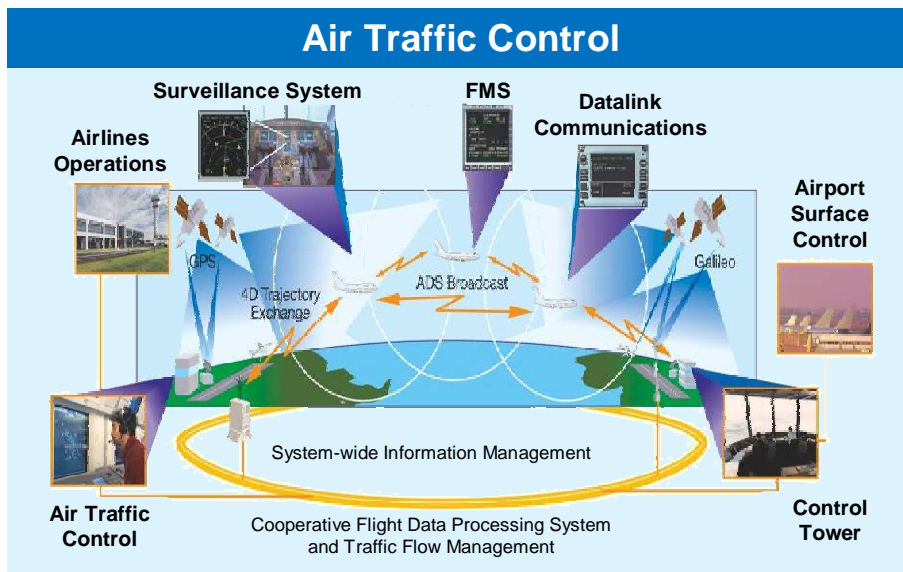 Air Traffic Control
Surveillance System
FMS
Datalink
Communications
Airlines
Operations
Airport
Surface
Control
GPS
Galileo
4D Trajectory
Exchange
ADS Broadcast
System-wide Information Management
Air Traffic
Control
Cooperative Flight Data Processing System
and Traffic Flow Management
Control
Tower